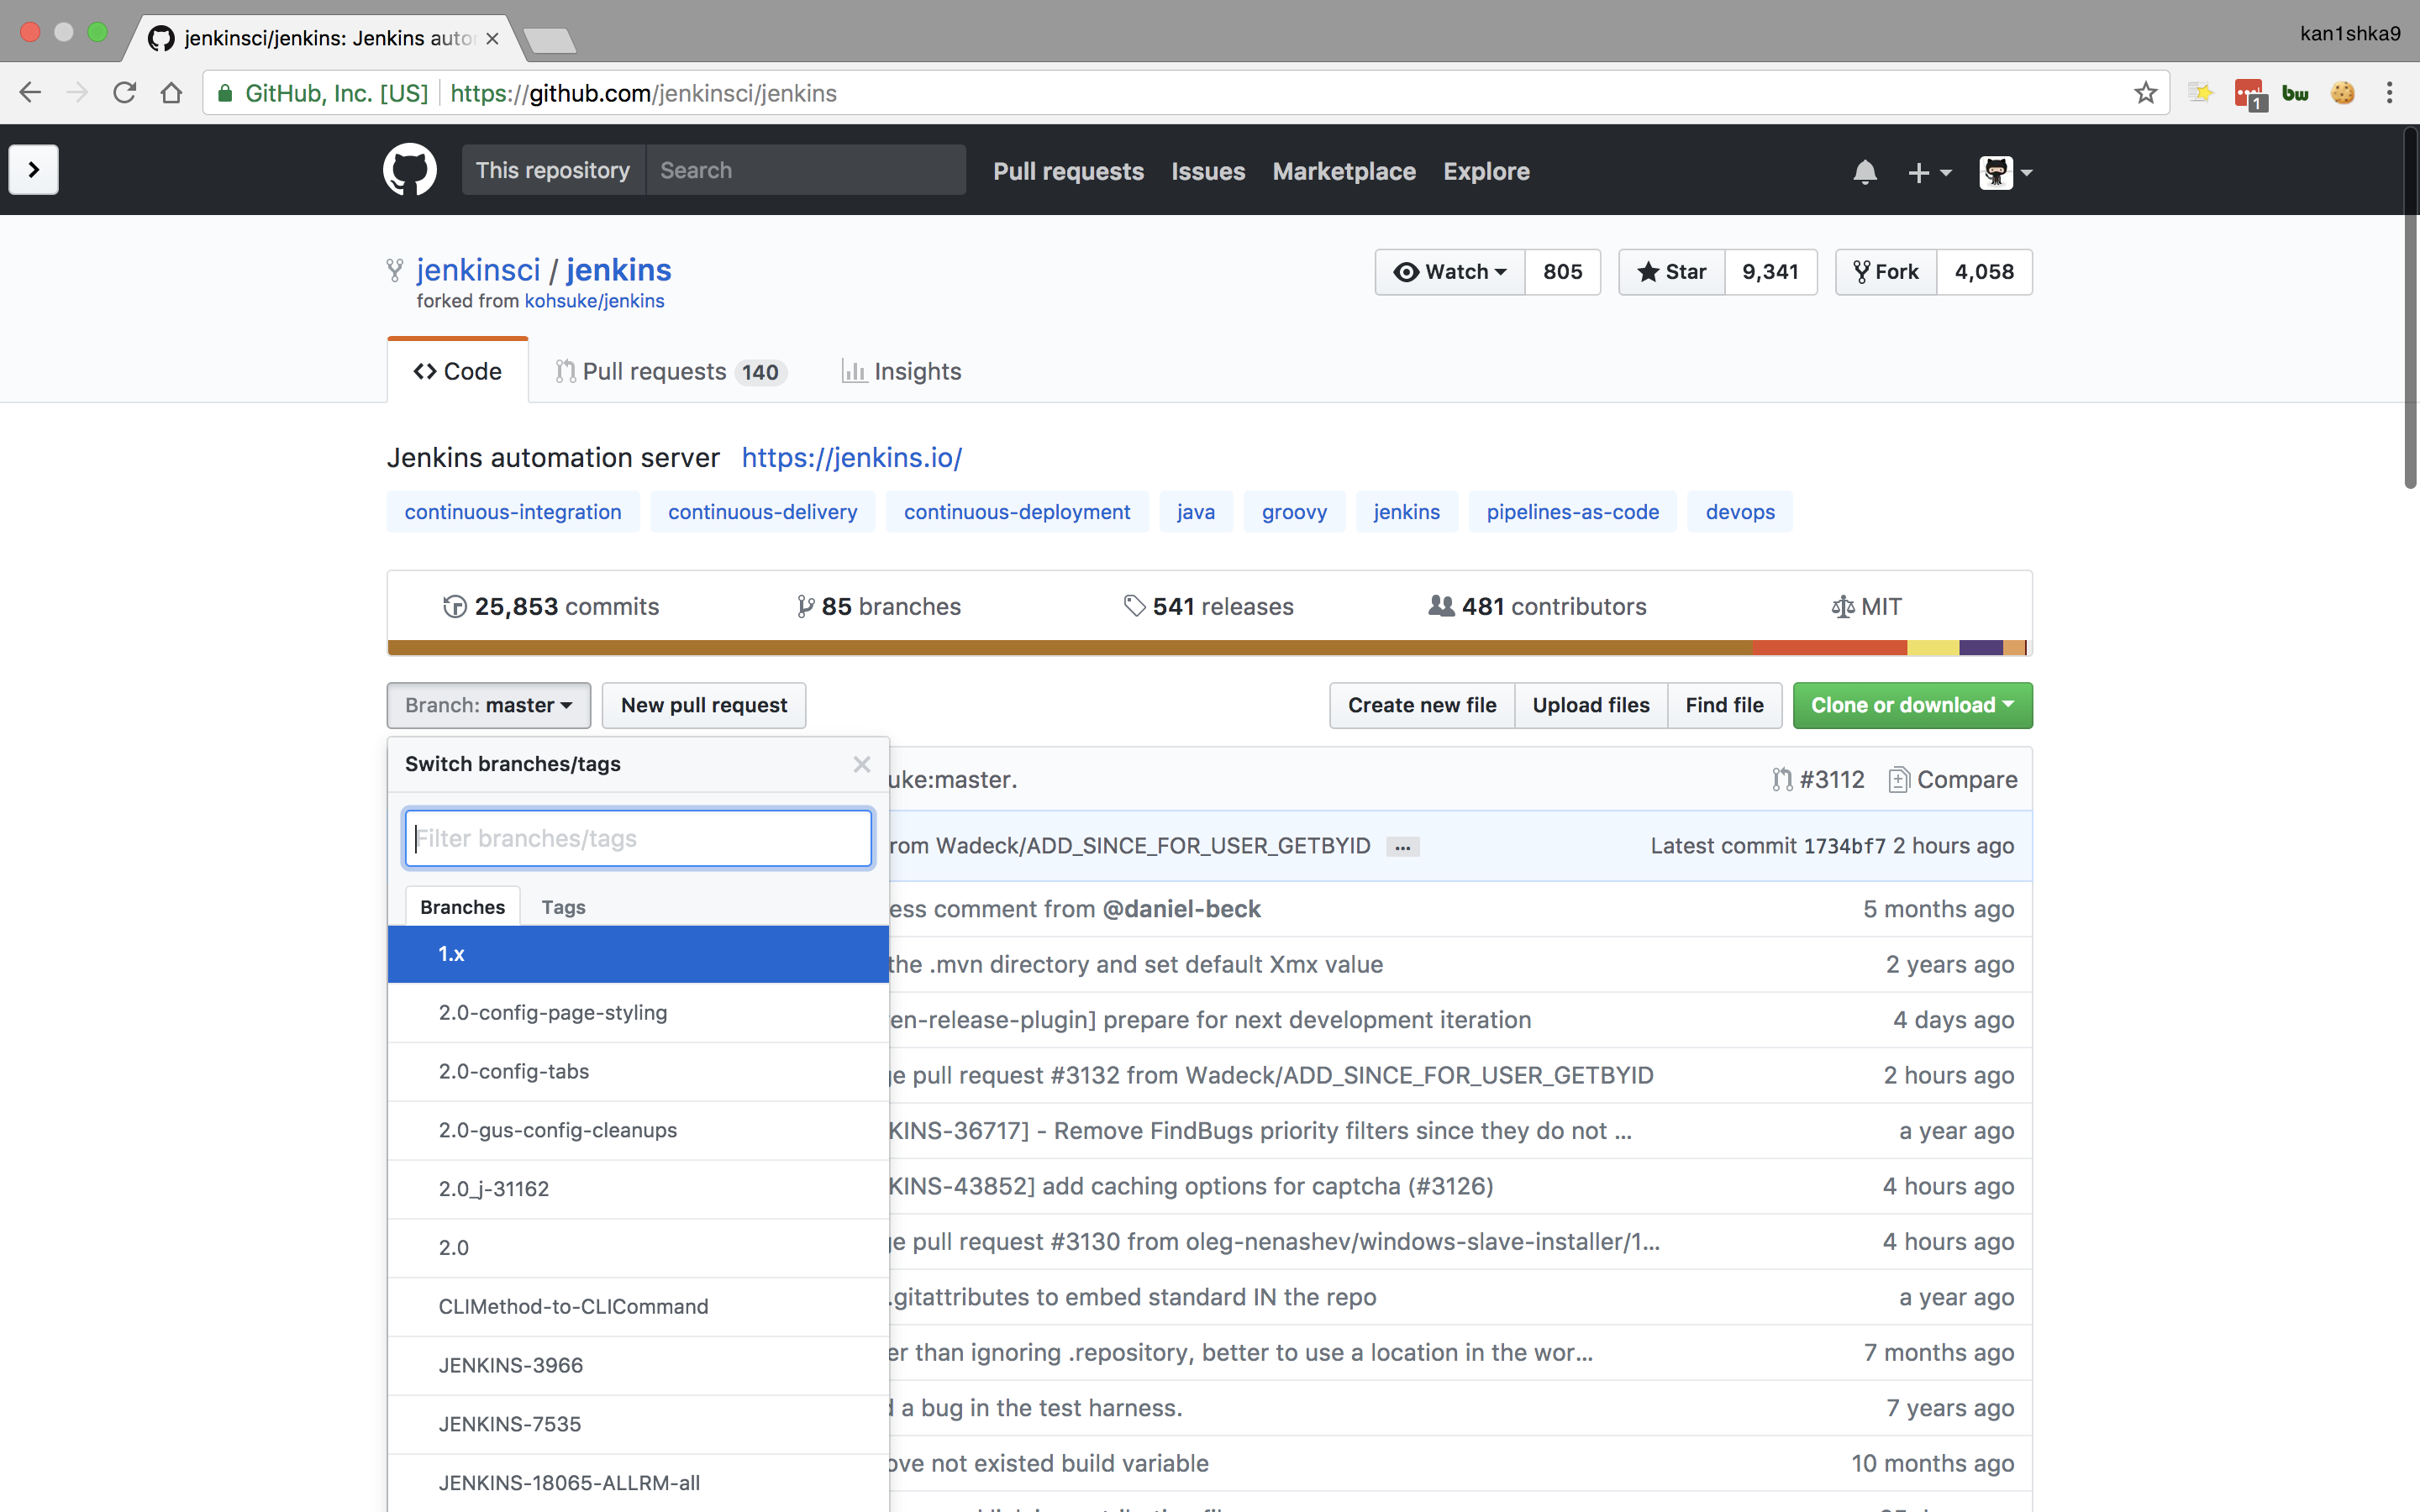 jenkinsci/jenkins: Jenkins auto
kan1shka9
GitHub, Inc. [US] https://github.com/jenkinsci/jenkins
1
bw
This repository Search Pull requests Issues Marketplace Explore
jenkinsci / jenkins
Watch 805 Star 9,341 Fork 4,058
forked from kohsuke/jenkins
Code Pull requests 140 Insights
Jenkins automation server https://jenkins.io/
continuous-integration continuous-delivery continuous-deployment java groovy jenkins pipelines-as-code devops
25,853 commits 85 branches 541 releases 481 contributors MIT
Branch: master New pull request Create new file Upload files Find file Clone or download
Switch branches/tags
uke:master. #3112 Compare
Filter branches/tags
rom Wadeck/ADD_SINCE_FOR_USER_GETBYID ... Latest commit 1734bf7 2 hours ago
Branches Tags
ess comment from @daniel-beck 5 months ago
1.x
the .mvn directory and set default Xmx value 2 years ago
2.0-config-page-styling
en-release-plugin] prepare for next development iteration 4 days ago
2.0-config-tabs
ge pull request #3132 from Wadeck/ADD_SINCE_FOR_USER_GETBYID 2 hours ago
2.0-gus-config-cleanups
KINS-36717] - Remove FindBugs priority filters since they do not ... a year ago
2.0_j-31162
KINS-43852] add caching options for captcha (#3126) 4 hours ago
2.0
ge pull request #3130 from oleg-nenashev/windows-slave-installer/1... 4 hours ago
CLIMethod-to-CLICommand
.gitattributes to embed standard IN the repo a year ago
JENKINS-3966
er than ignoring .repository, better to use a location in the wor... 7 months ago
JENKINS-7535
d a bug in the test harness. 7 years ago
JENKINS-18065-ALLRM-all
ove not existed build variable 10 months ago